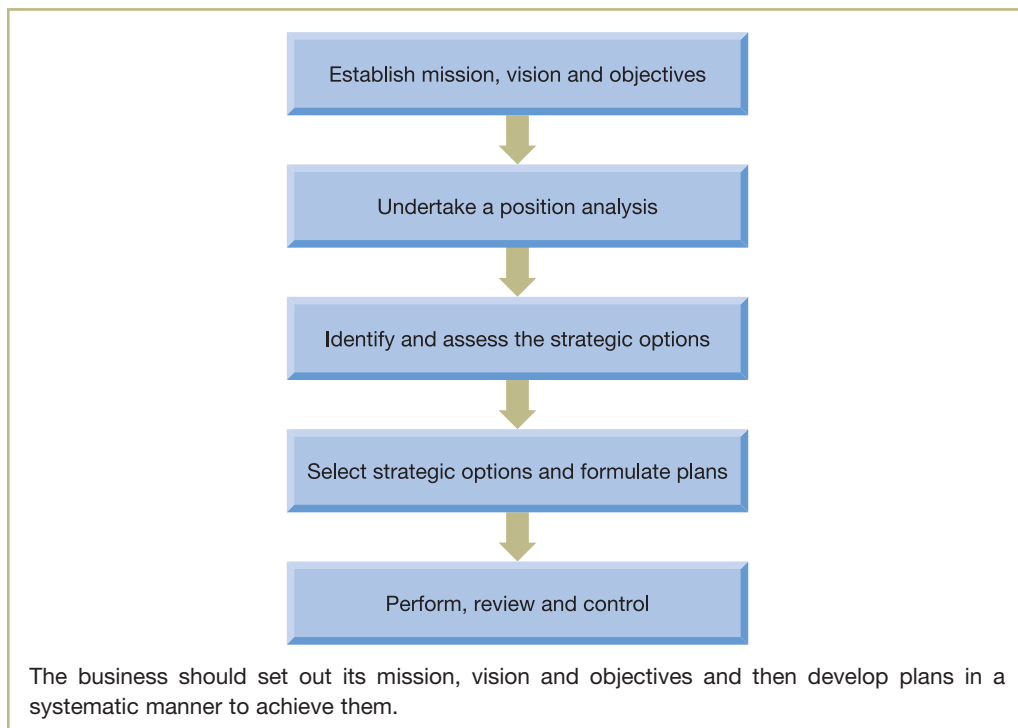 Establish mission, vision and objectives
Undertake a position analysis
Identify and assess the strategic options
Select strategic options and formulate plans
Perform, review and control
The business should set out its mission, vision and objectives and then develop plans in a
systematic manner to achieve them.